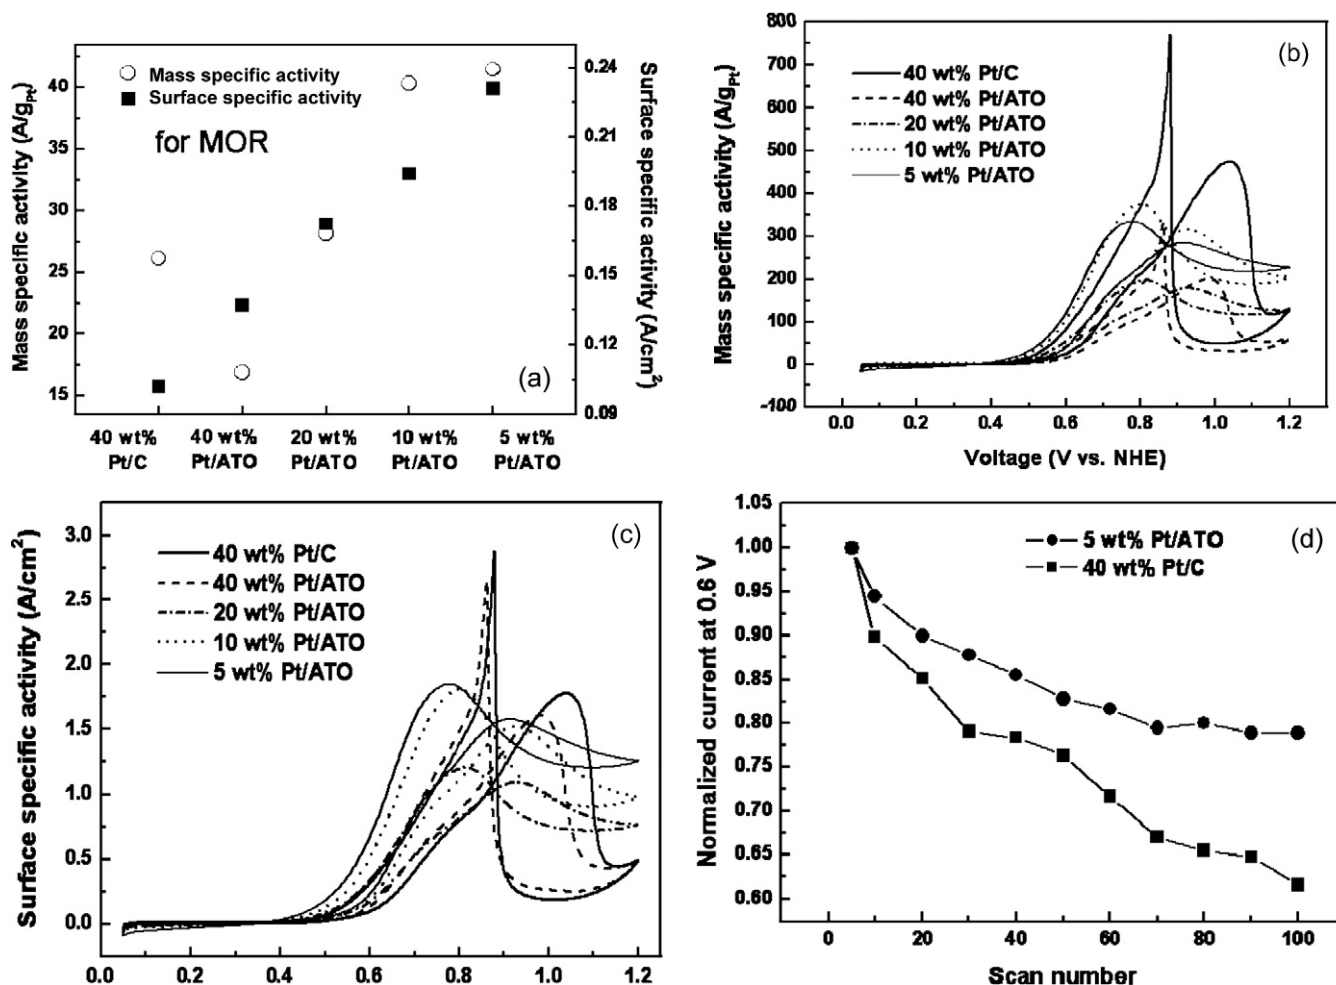 Mass specific activity (A/gPt)
40
35
30
25
20
15
Mass specific activity
Surface specific activity
for MOR
(a)
0.24
0.21
0.18
0.15
0.12
0.09
Surface specific activity (A/cm²)
40 wt% 40 wt% 20 wt% 10 wt% 5 wt%
Pt/C Pt/ATO Pt/ATO Pt/ATO Pt/ATO
Mass specific activity (A/gPt)
800
700
600
500
400
300
200
100
0
-100
(b)
40 wt% Pt/C
40 wt% Pt/ATO
20 wt% Pt/ATO
10 wt% Pt/ATO
5 wt% Pt/ATO
0.0 0.2 0.4 0.6 0.8 1.0 1.2
Voltage (V vs. NHE)
Surface specific activity (A/cm²)
3.0
2.5
2.0
1.5
1.0
0.5
0.0
(c)
40 wt% Pt/C
40 wt% Pt/ATO
20 wt% Pt/ATO
10 wt% Pt/ATO
5 wt% Pt/ATO
0.0 0.2 0.4 0.6 0.8 1.0 1.2
Normalized current at 0.6 V
1.05
1.00
0.95
0.90
0.85
0.80
0.75
0.70
0.65
0.60
(d)
5 wt% Pt/ATO
40 wt% Pt/C
0 20 40 60 80 100
Scan number